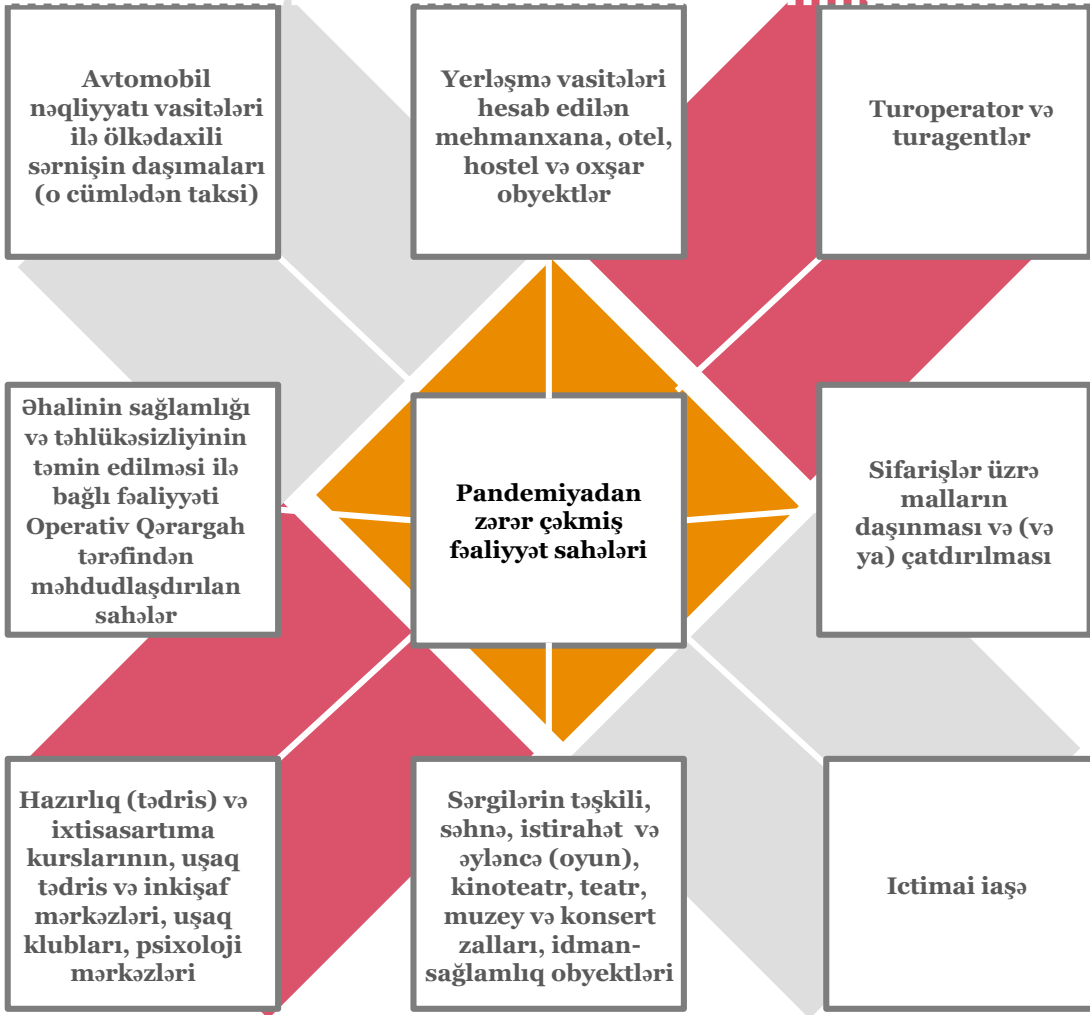 Avtomobil
nəqliyyatı vasitələri
ilə ölkədaxili
sərnişin daşımaları
(o cümlədən taksi)
Yerləşmə vasitələri
hesab edilən
mehmanxana, otel,
hostel və oxşar
obyektlər
Turoperator və
turagentlər
Əhalinin sağlamlığı
və təhlükəsizliyinin
təmin edilməsi ilə
bağlı fəaliyyəti
Operativ Qərargah
tərəfindən
məhdudlaşdırılan
sahələr
Pandemiyadan
zərər çəkmiş
fəaliyyət sahələri
Sifarişlər üzrə
malların
daşınması və (və
ya) çatdırılması
Hazırlıq (tədris) və
ixtisasartıma
kurslarının, uşaq
tədris və inkişaf
mərkəzləri, uşaq
klubları, psixoloji
mərkəzləri
Sərgilərin təşkili,
səhnə, istirahət və
əyləncə (oyun),
kinoteatr, teatr,
muzey və konsert
zalları, idman-
sağlamlıq obyektləri
Ictimai iaşə